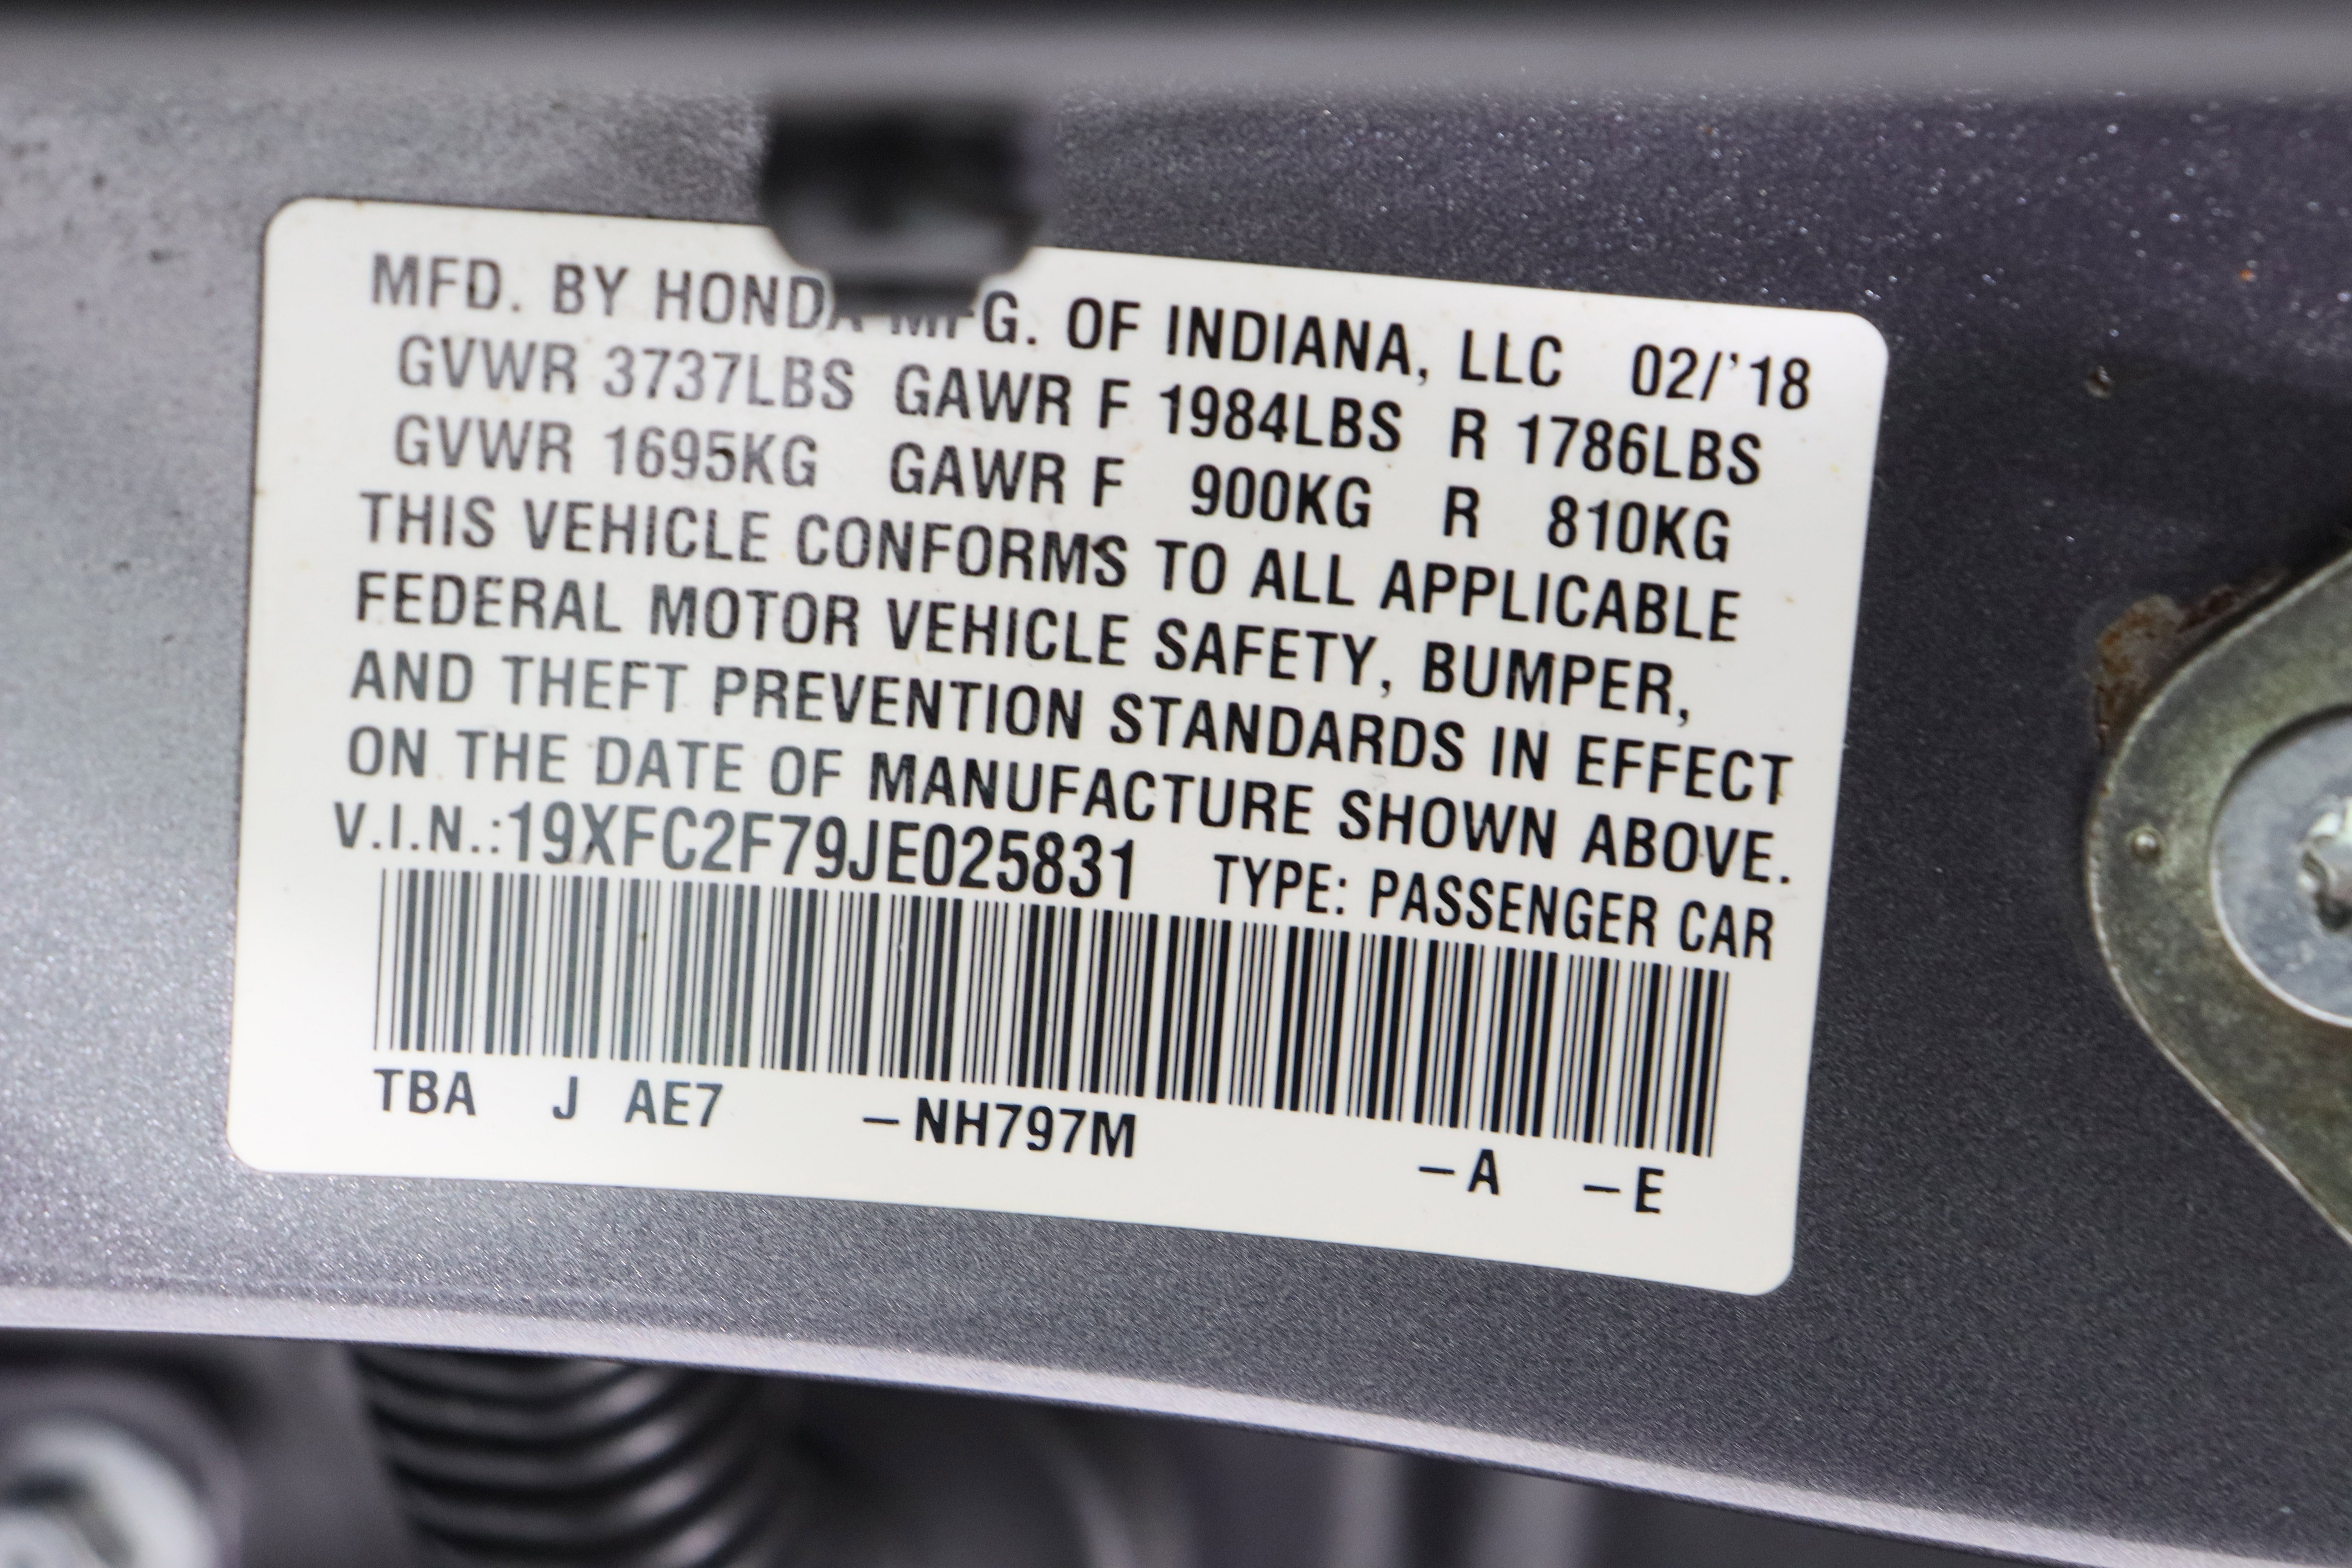 MFD. BY HONDA MFG. OF INDIANA, LLC 02/'18
GVWR 3737LBS GAWR F 1984LBS R 1786LBS
GVWR 1695KG GAWR F 900KG R 810KG
THIS VEHICLE CONFORMS TO ALL APPLICABLE
FEDERAL MOTOR VEHICLE SAFETY, BUMPER,
AND THEFT PREVENTION STANDARDS IN EFFECT
ON THE DATE OF MANUFACTURE SHOWN ABOVE.
V.I.N.:19XFC2F79JE025831 TYPE: PASSENGER CAR
TBA J AE7 –NH797M –A –E